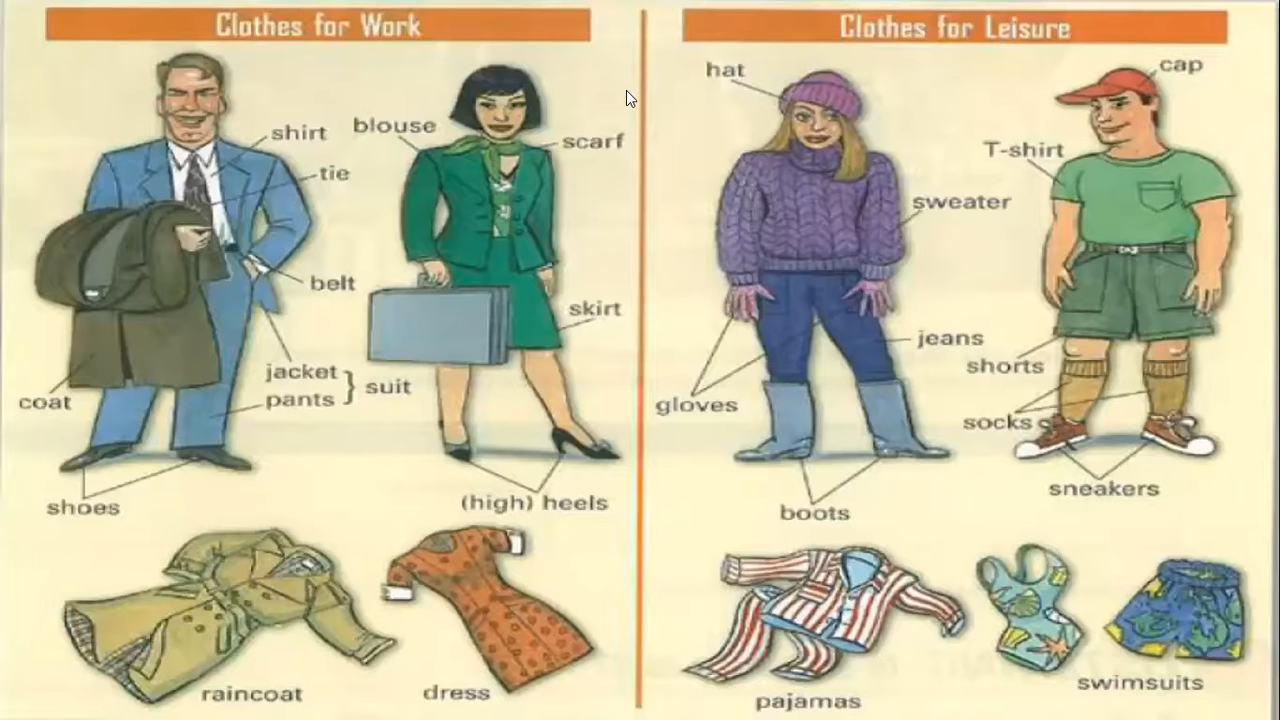 Clothes for Work
shirt
blouse
scarf
tie
belt
skirt
jacket
pants
suit
coat
shoes
(high) heels
raincoat
dress
Clothes for Leisure
hat
cap
T-shirt
sweater
jeans
shorts
gloves
socks
sneakers
boots
pajamas
swimsuits